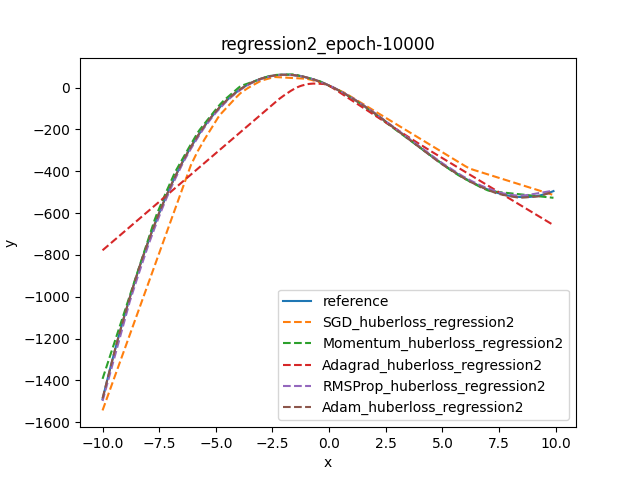 regression2_epoch-10000
y
0
−200
−400
−600
−800
−1000
−1200
−1400
−1600
reference
SGD_huberloss_regression2
Momentum_huberloss_regression2
Adagrad_huberloss_regression2
RMSProp_huberloss_regression2
Adam_huberloss_regression2
−10.0 −7.5 −5.0 −2.5 0.0 2.5 5.0 7.5 10.0
x